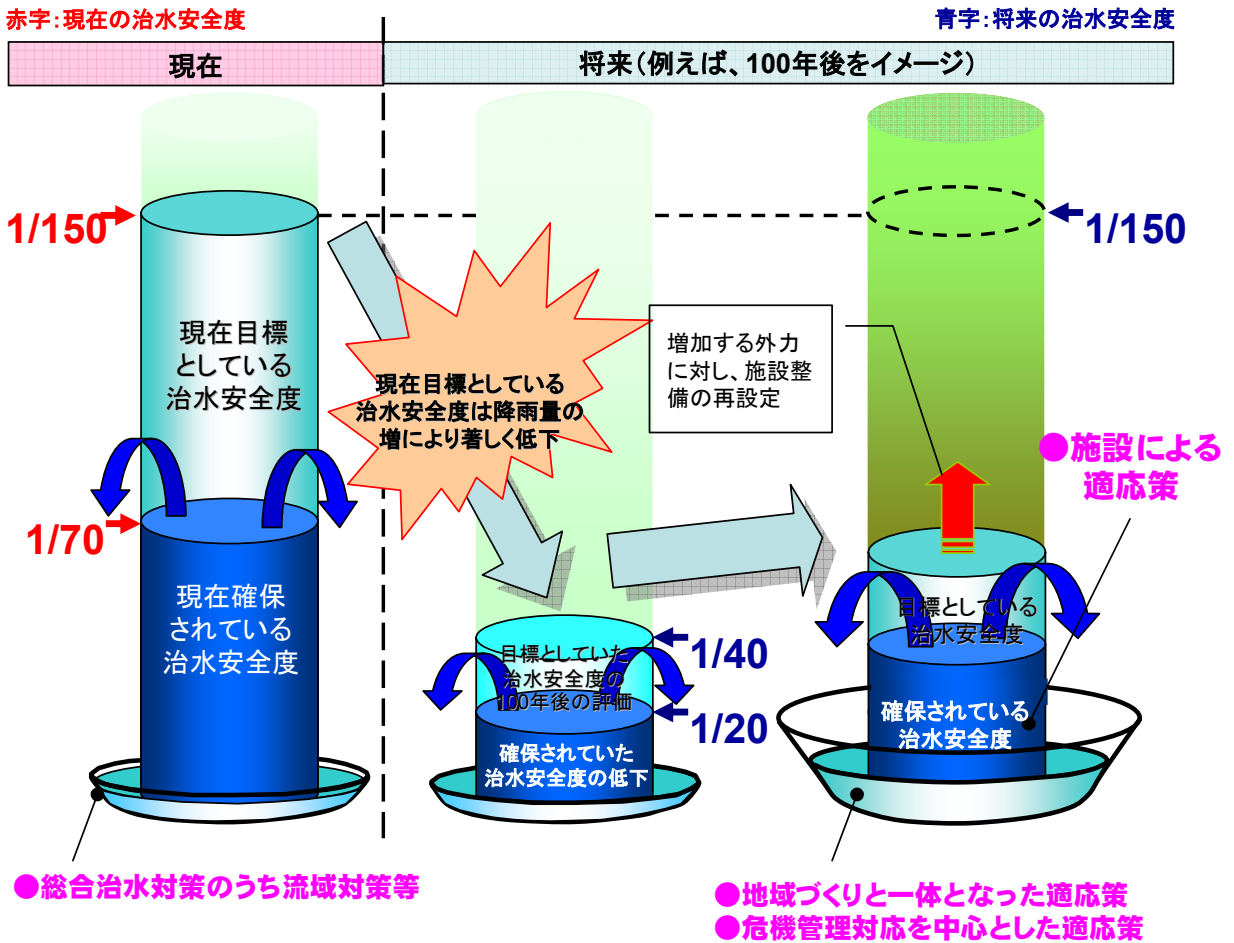 赤字:現在の治水安全度
青字:将来の治水安全度
現在
将来(例えば、100年後をイメージ)
1/150
1/70
現在目標
としている
治水安全度
現在確保
されている
治水安全度
●総合治水対策のうち流域対策等
現在目標としている
治水安全度は降雨量の
増により著しく低下
目標としていた
治水安全度の
100年後の評価
確保されていた
治水安全度の低下
1/40
1/20
増加する外力
に対し、施設整
備の再設定
1/150
●施設による
適応策
目標としている
治水安全度
確保されている
治水安全度
●地域づくりと一体となった適応策
●危機管理対応を中心とした適応策